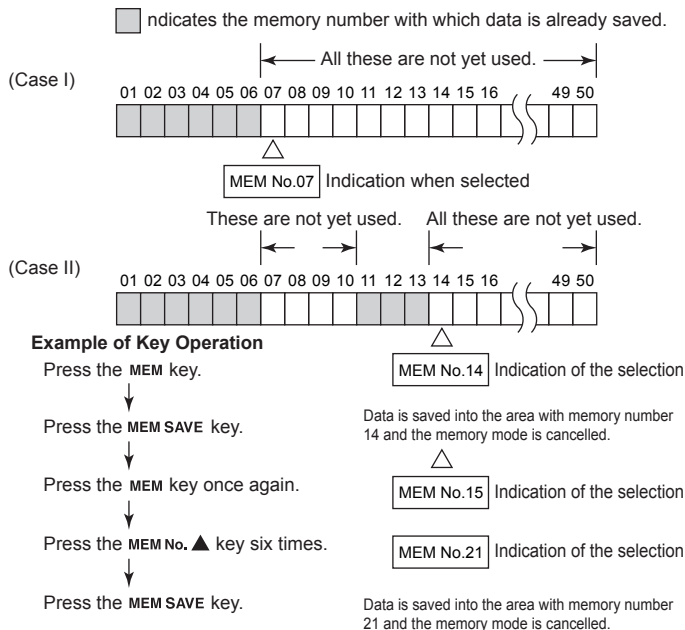 ndicates the memory number with which data is already saved.
All these are not yet used.
(Case I)
01 02 03 04 05 06 07 08 09 10 11 12 13 14 15 16 49 50
MEM No.07 Indication when selected
These are not yet used. All these are not yet used.
(Case II)
01 02 03 04 05 06 07 08 09 10 11 12 13 14 15 16 49 50
Example of Key Operation
Press the MEM key.
MEM No.14 Indication of the selection
Press the MEM SAVE key.
Data is saved into the area with memory number
14 and the memory mode is cancelled.
Press the MEM key once again.
MEM No.15 Indication of the selection
Press the MEM No. ▲ key six times.
MEM No.21 Indication of the selection
Press the MEM SAVE key.
Data is saved into the area with memory number
21 and the memory mode is cancelled.